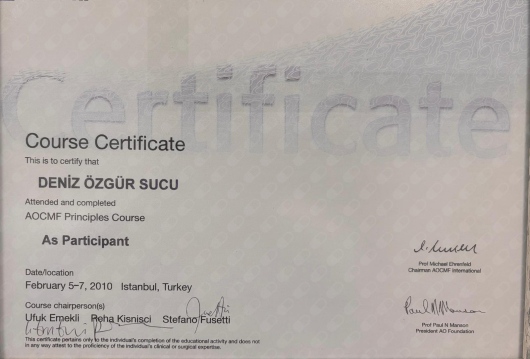 Certificate
Course Certificate
This is to certify that
DENİZ ÖZGÜR SUCU
Attended and completed
AOCMF Principles Course
As Participant
Prof Michael Ehrenfeld
Chairman AOCMF International
Date/location
February 5–7, 2010 Istanbul, Turkey
Course chairperson(s)
Ufuk Emekli Reha Kisnisci Stefano Fusetti
Prof Paul N Manson
President AO Foundation
This certificate pertains only to the individual's completion of the educational activity and does not
in any way attest to the proficiency of the individual's clinical or surgical expertise.